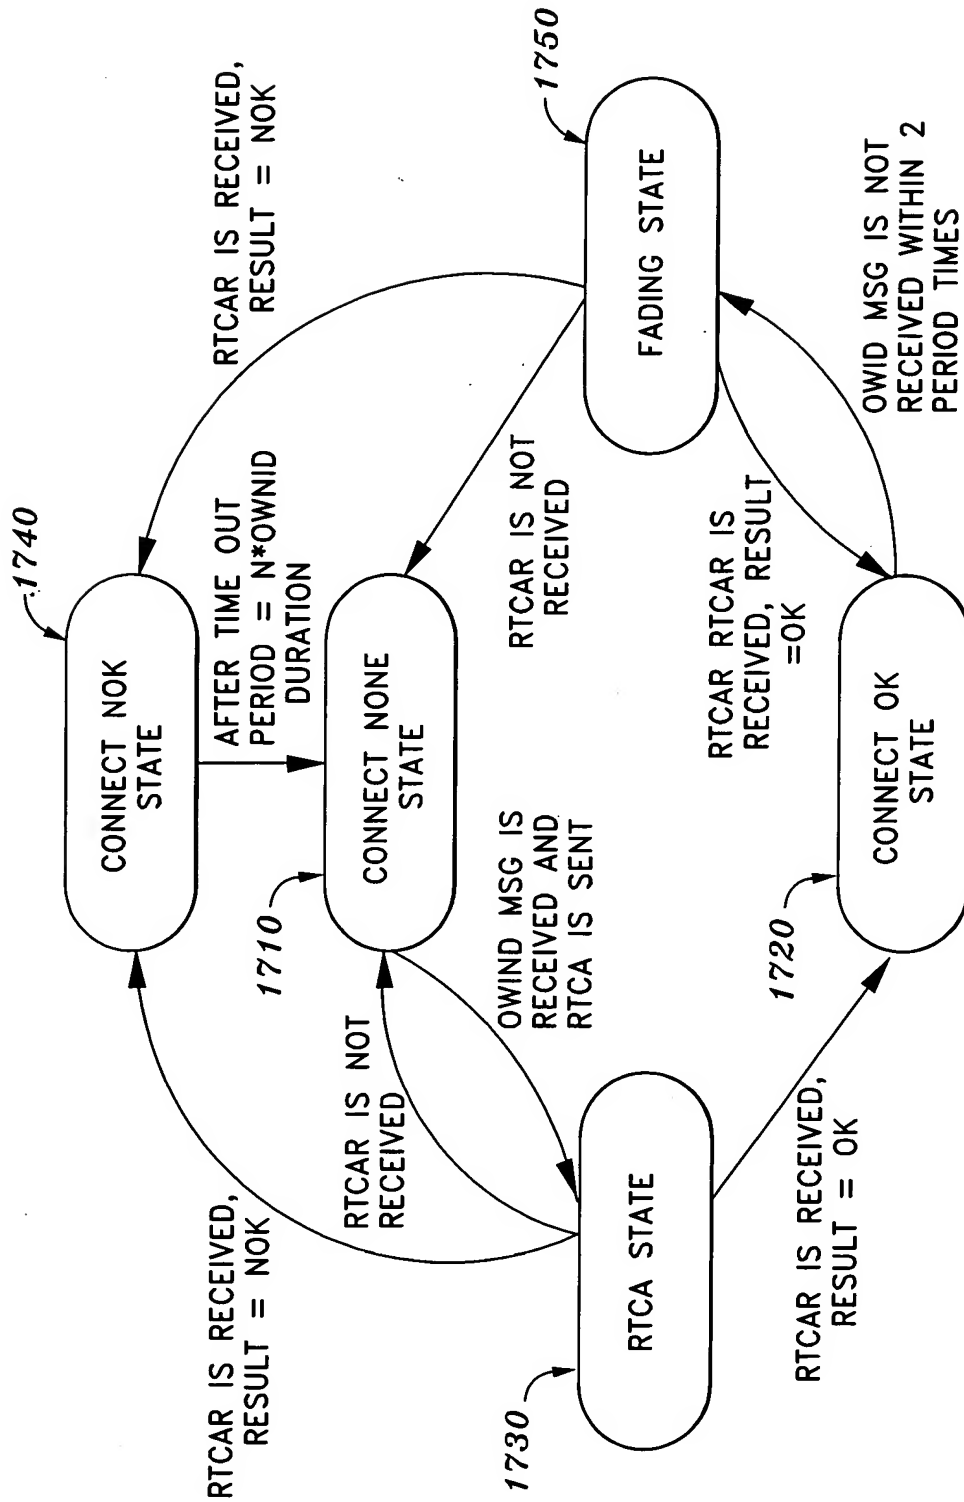 RTCAR IS RECEIVED,
RESULT = NOK
1740
CONNECT NOK
STATE
RTCAR IS RECEIVED,
RESULT = NOK
AFTER TIME OUT
PERIOD = N*OWNID
DURATION
1710
CONNECT NONE
STATE
RTCAR IS NOT
RECEIVED
OWIND MSG IS
RECEIVED AND
RTCA IS SENT
RTCAR IS NOT
RECEIVED
1750
FADING STATE
1730
RTCA STATE
RTCAR IS RECEIVED,
RESULT = OK
1720
CONNECT OK
STATE
RTCAR RTCAR IS
RECEIVED, RESULT
=OK
OWID MSG IS NOT
RECEIVED WITHIN 2
PERIOD TIMES